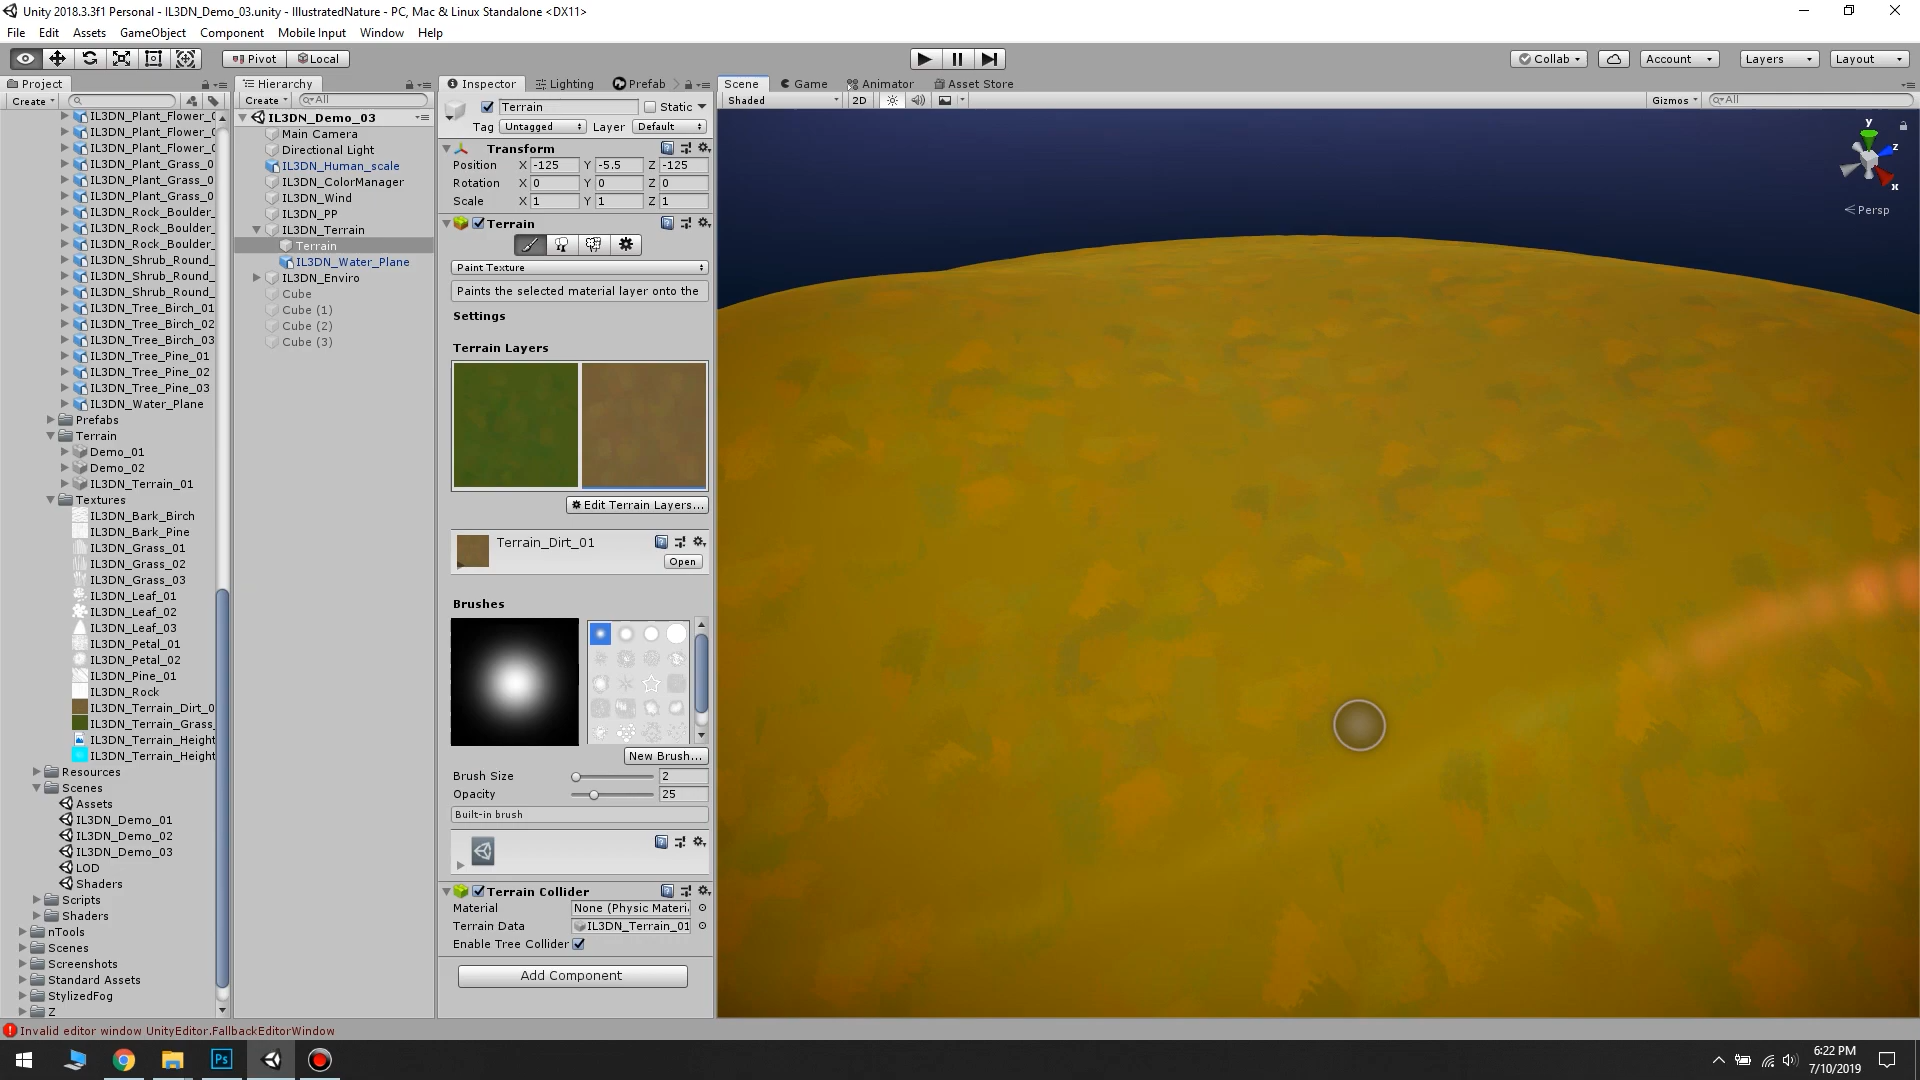 Unity 2018.3.3f1 Personal - IL3DN_Demo_03.unity - IllustratedNature - PC, Mac & Linux Standalone <DX11>
File Edit Assets GameObject Component Mobile Input Window Help
Pivot Local Collab Account Layers Layout
Project Hierarchy Inspector Lighting Prefab Scene Game Animator Asset Store
Create
Create All
Shaded 2D Gizmos All
IL3DN_Plant_Flower_0
IL3DN_Plant_Flower_0
IL3DN_Plant_Flower_0
IL3DN_Plant_Grass_0
IL3DN_Plant_Grass_0
IL3DN_Plant_Grass_0
IL3DN_Rock_Boulder_
IL3DN_Rock_Boulder_
IL3DN_Rock_Boulder_
IL3DN_Shrub_Round_
IL3DN_Shrub_Round_
IL3DN_Shrub_Round_
IL3DN_Tree_Birch_01
IL3DN_Tree_Birch_02
IL3DN_Tree_Birch_03
IL3DN_Tree_Pine_01
IL3DN_Tree_Pine_02
IL3DN_Tree_Pine_03
IL3DN_Water_Plane
Prefabs
Terrain
Demo_01
Demo_02
IL3DN_Terrain_01
Textures
IL3DN_Bark_Birch
IL3DN_Bark_Pine
IL3DN_Grass_01
IL3DN_Grass_02
IL3DN_Grass_03
IL3DN_Leaf_01
IL3DN_Leaf_02
IL3DN_Leaf_03
IL3DN_Petal_01
IL3DN_Petal_02
IL3DN_Pine_01
IL3DN_Rock
IL3DN_Terrain_Dirt_0
IL3DN_Terrain_Grass_
IL3DN_Terrain_Height
IL3DN_Terrain_Height
Resources
Scenes
Assets
IL3DN_Demo_01
IL3DN_Demo_02
IL3DN_Demo_03
LOD
Shaders
Scripts
Shaders
nTools
Scenes
Screenshots
Standard Assets
StylizedFog
Z
IL3DN_Demo_03
Main Camera
Directional Light
IL3DN_Human_scale
IL3DN_ColorManager
IL3DN_Wind
IL3DN_PP
IL3DN_Terrain
Terrain
IL3DN_Water_Plane
IL3DN_Enviro
Cube
Cube (1)
Cube (2)
Cube (3)
Terrain Static
Tag Untagged Layer Default
Transform
Position X -125 Y -5.5 Z -125
Rotation X 0 Y 0 Z 0
Scale X 1 Y 1 Z 1
Terrain
Paint Texture
Paints the selected material layer onto the
Settings
Terrain Layers
Edit Terrain Layers...
Terrain_Dirt_01
Open
Brushes
New Brush...
Brush Size 2
Opacity 25
Built-in brush
Terrain Collider
Material None (Physic Materi
Terrain Data IL3DN_Terrain_01
Enable Tree Collider
Add Component
y
z
x
Persp
Invalid editor window UnityEditor.FallbackEditorWindow
Ps
6:22 PM
7/10/2019